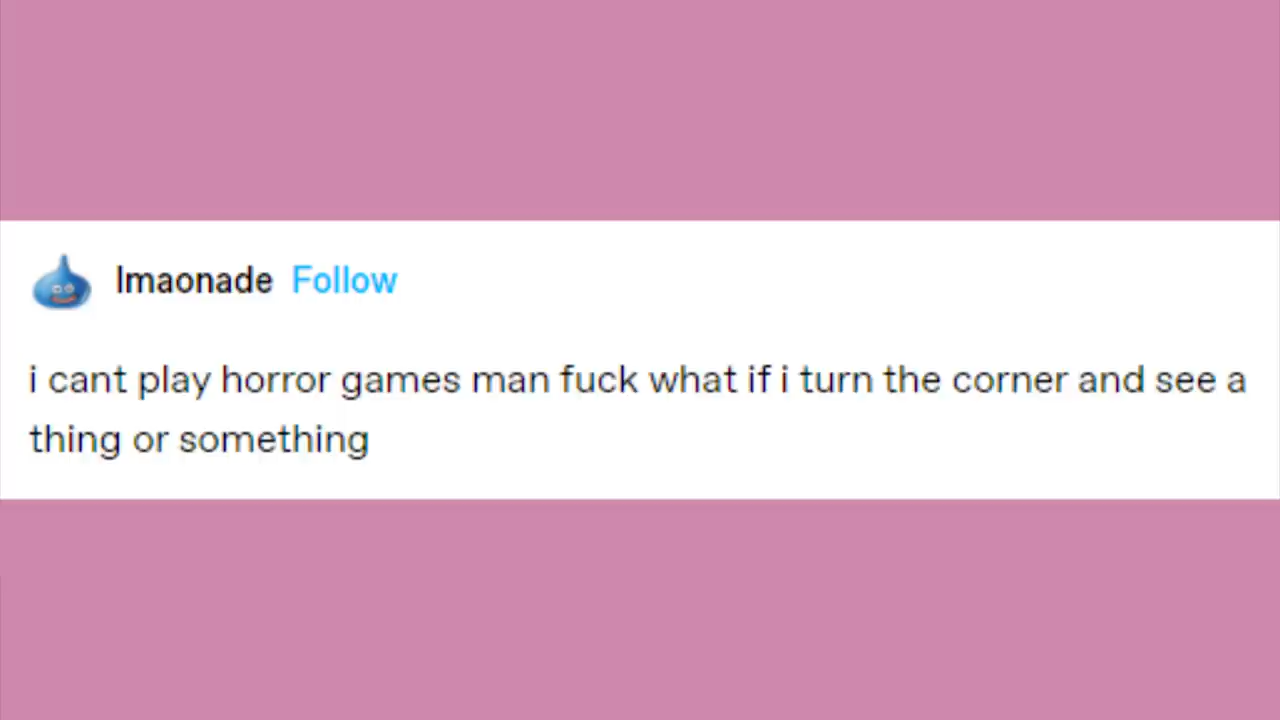 lmaonade Follow
i cant play horror games man fuck what if i turn the corner and see a
thing or something